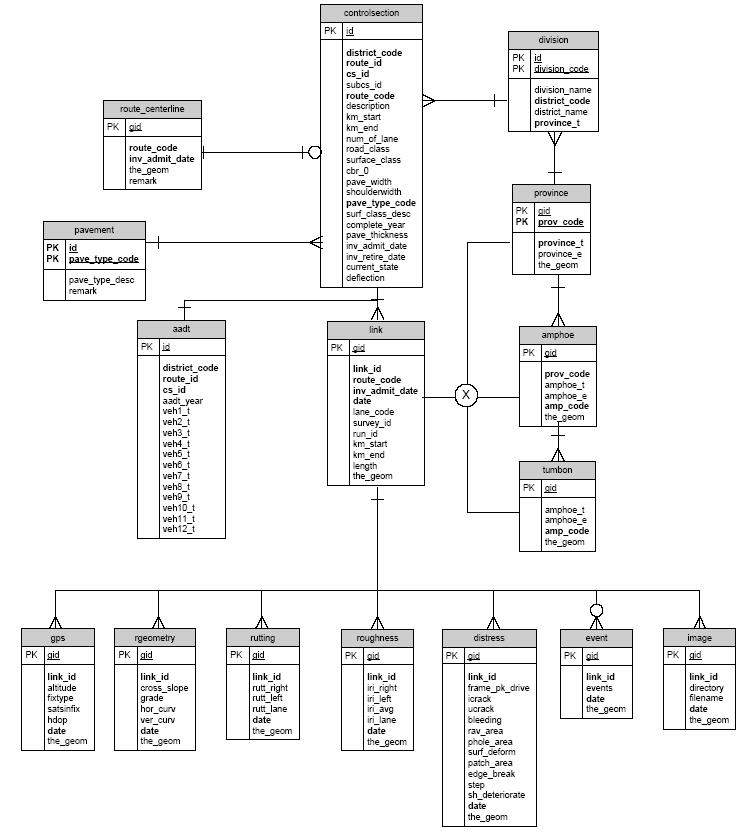 controlsection
PK id
district_code
route_id
cs_id
subcs_id
route_code
description
km_start
km_end
num_of_lane
road_class
surface_class
cbr_0
pave_width
shoulderwidth
pave_type_code
surf_class_desc
complete_year
pave_thickness
inv_admit_date
inv_retire_date
current_state
deflection
division
PK id
PK division_code
division_name
district_code
district_name
province_t
route_centerline
PK gid
route_code
inv_admit_date
the_geom
remark
province
PK gid
PK prov_code
province_t
province_e
the_geom
pavement
PK id
PK pave_type_code
pave_type_desc
remark
aadt
PK id
district_code
route_id
cs_id
aadt_year
veh1_t
veh2_t
veh3_t
veh4_t
veh5_t
veh6_t
veh7_t
veh8_t
veh9_t
veh10_t
veh11_t
veh12_t
link
PK gid
link_id
route_code
inv_admit_date
date
lane_code
survey_id
run_id
km_start
km_end
length
the_geom
X
amphoe
PK gid
prov_code
amphoe_t
amphoe_e
amp_code
the_geom
tumbon
PK gid
amphoe_t
amphoe_e
amp_code
the_geom
gps
PK gid
link_id
altitude
fixtype
satsinfix
hdop
date
the_geom
rgeometry
PK gid
link_id
cross_slope
grade
hor_curv
ver_curv
date
the_geom
rutting
PK gid
link_id
rutt_right
rutt_left
rutt_lane
date
the_geom
roughness
PK gid
link_id
iri_right
iri_left
iri_avg
iri_lane
date
the_geom
distress
PK gid
link_id
frame_pk_drive
icrack
ucrack
bleeding
rav_area
phole_area
surf_deform
patch_area
edge_break
step
sh_deteriorate
date
the_geom
event
PK gid
link_id
events
date
the_geom
image
PK gid
link_id
directory
filename
date
the_geom